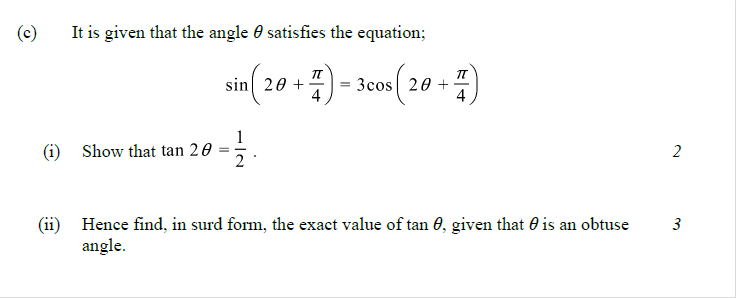 (c) It is given that the angle θ satisfies the equation;
sin(2θ + π/4) = 3cos(2θ + π/4)
(i) Show that tan 2θ = 1/2 . 2
(ii) Hence find, in surd form, the exact value of tan θ, given that θ is an obtuse 3
angle.